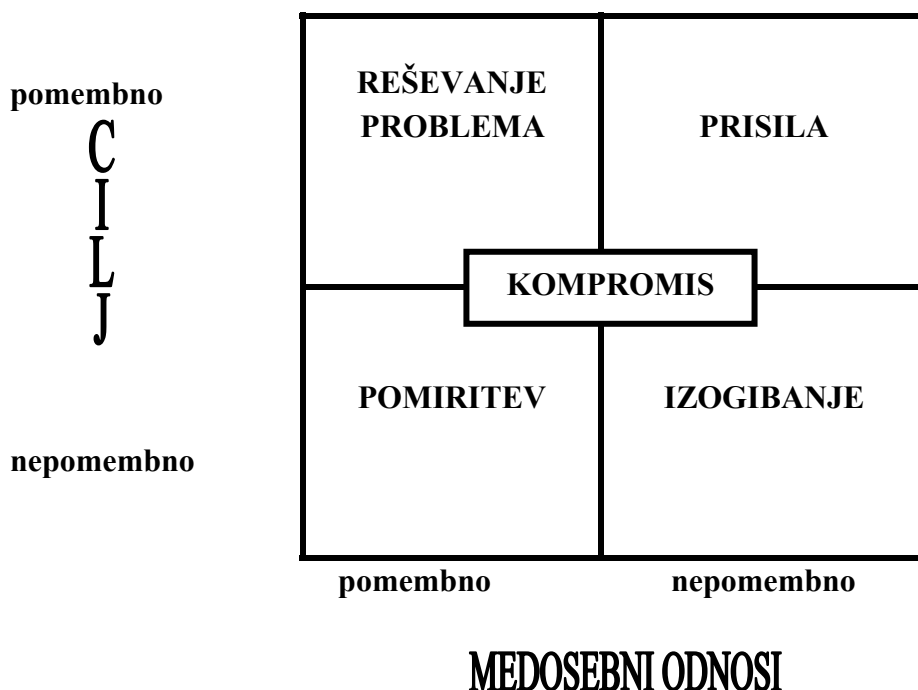 REŠEVANJE
PROBLEMA
PRISILA
pomembno
C
I
L
J
KOMPROMIS
POMIRITEV
IZOGIBANJE
nepomembno
pomembno
nepomembno
MEDOSEBNI ODNOSI